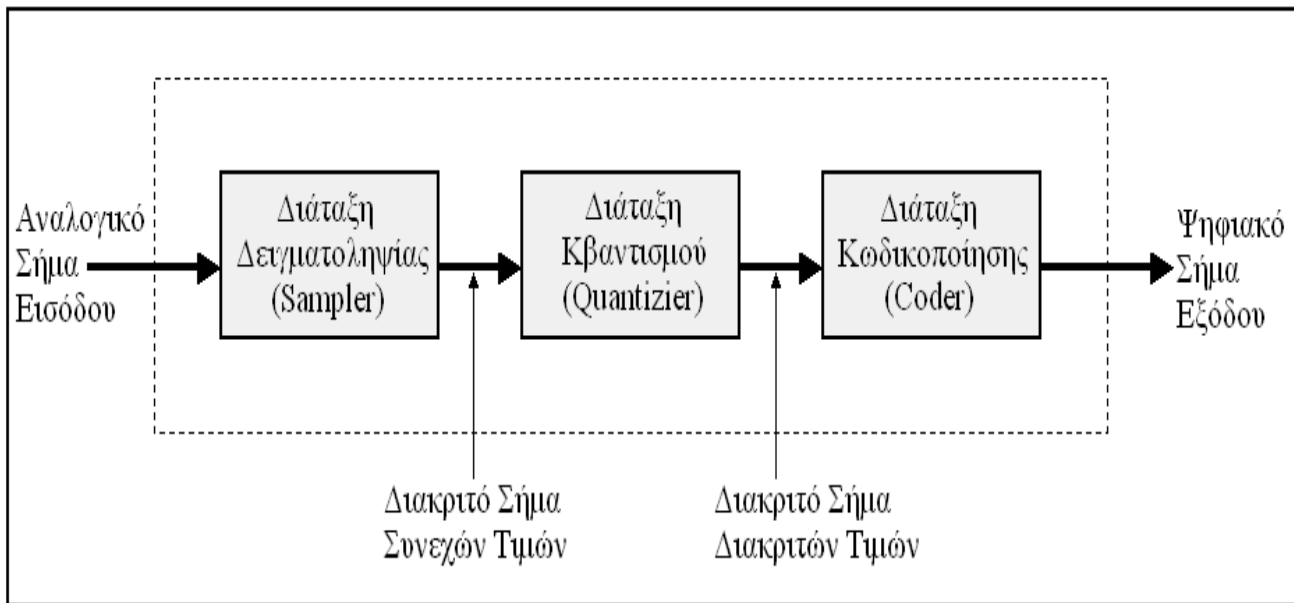 Αναλογικό
Σήμα
Εισόδου
Διάταξη
Δειγματοληψίας
(Sampler)
Διάταξη
Κβαντισμού
(Quantizier)
Διάταξη
Κωδικοποίησης
(Coder)
Ψηφιακό
Σήμα
Εξόδου
Διακριτό Σήμα
Συνεχών Τιμών
Διακριτό Σήμα
Διακριτών Τιμών